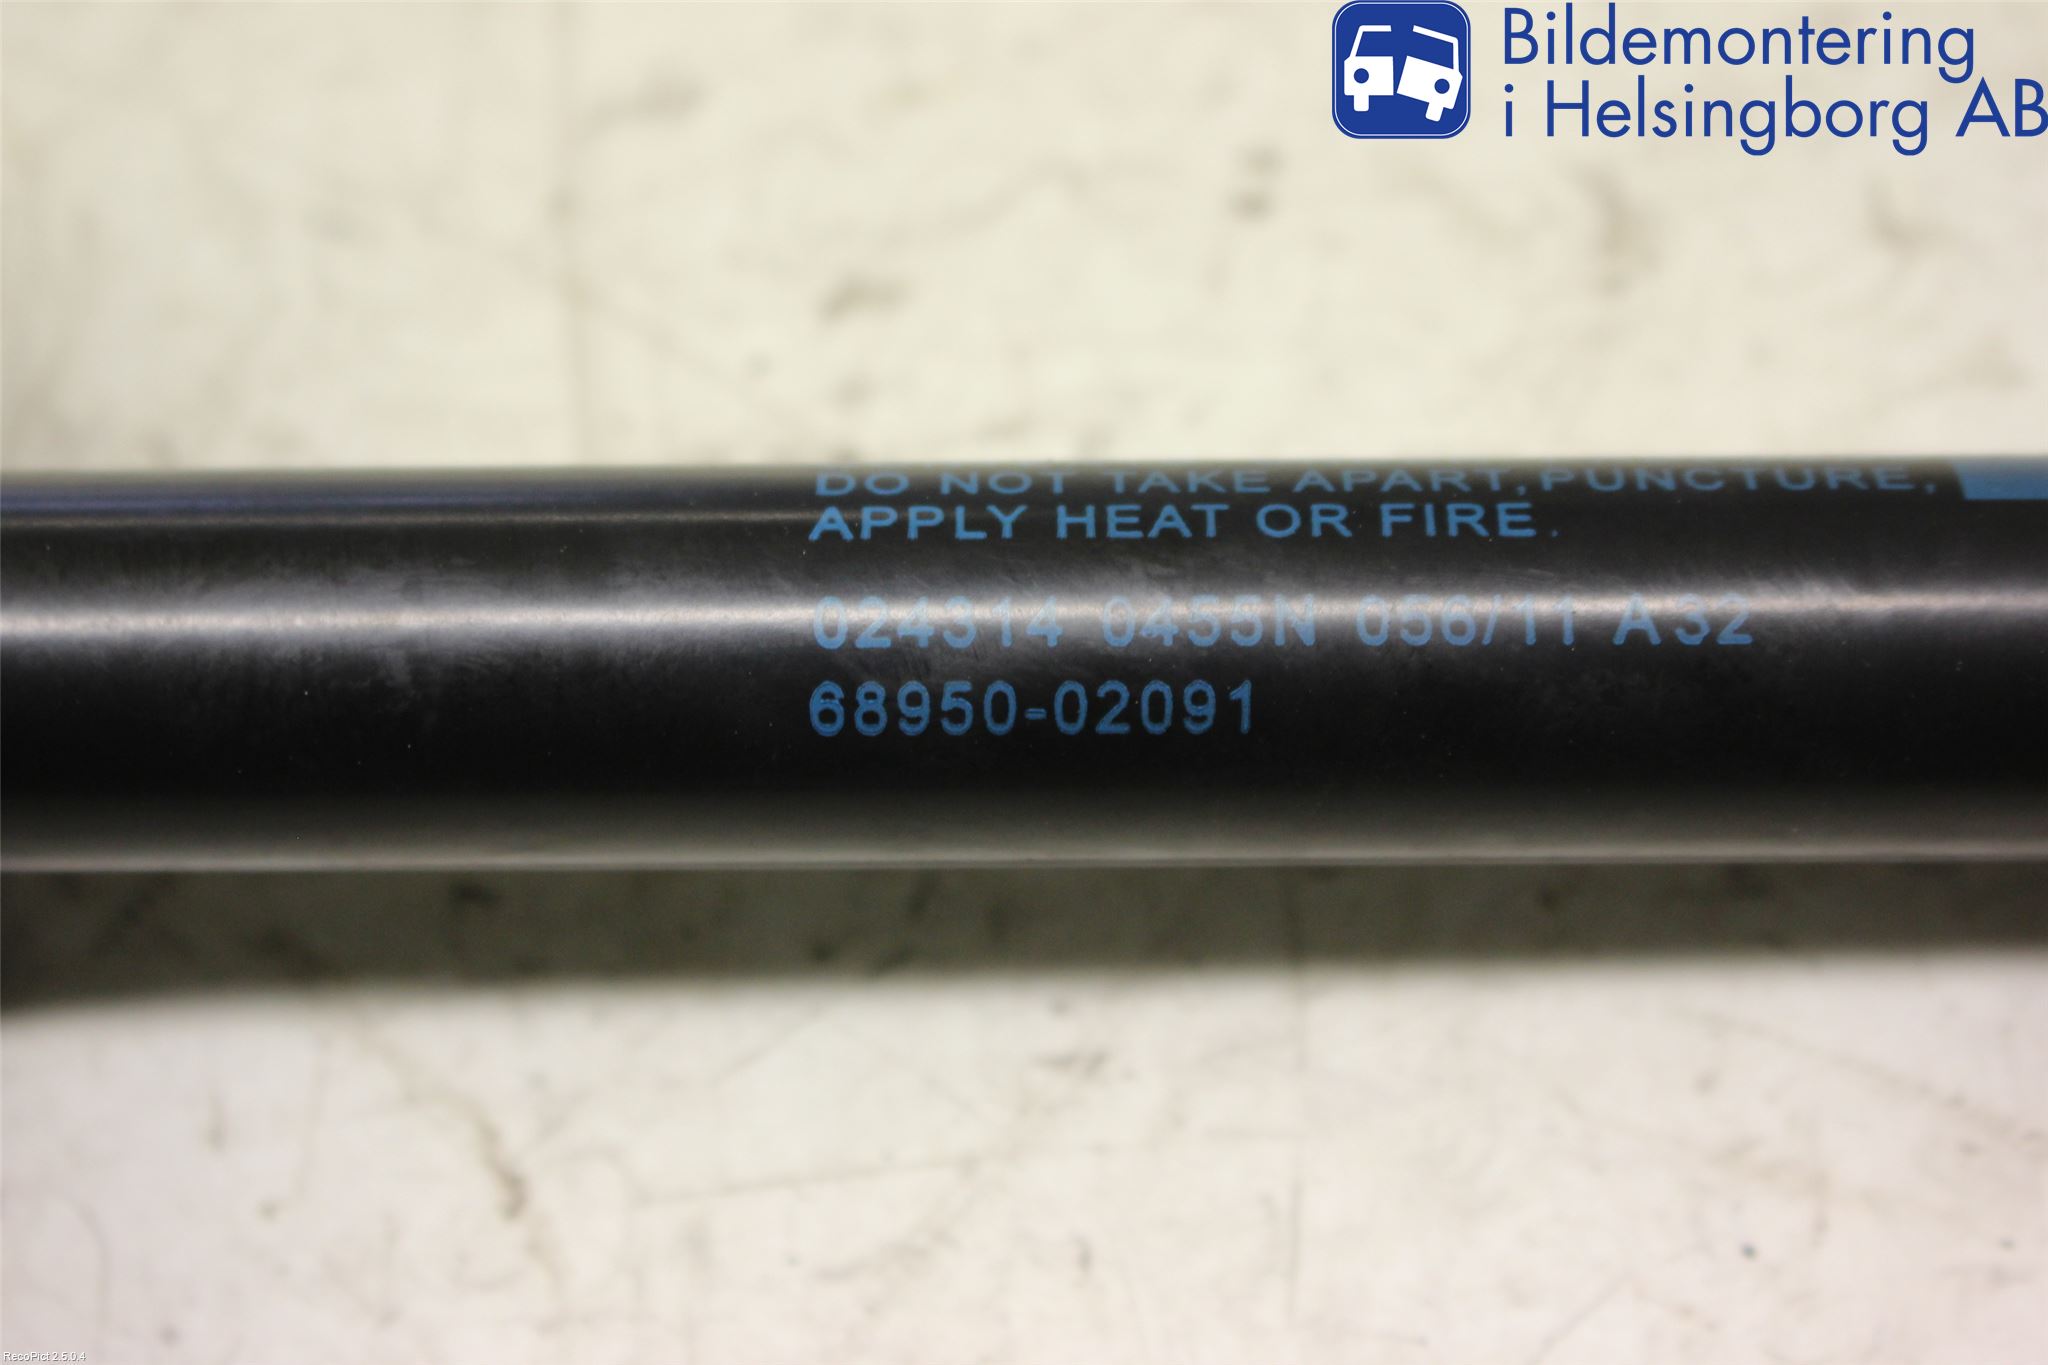 Bildemontering
i Helsingborg AB
DO NOT TAKE APART, PUNCTURE,
APPLY HEAT OR FIRE.
024314 0455N 056/11 A32
68950-02091
RecoPict 2.5.0.4